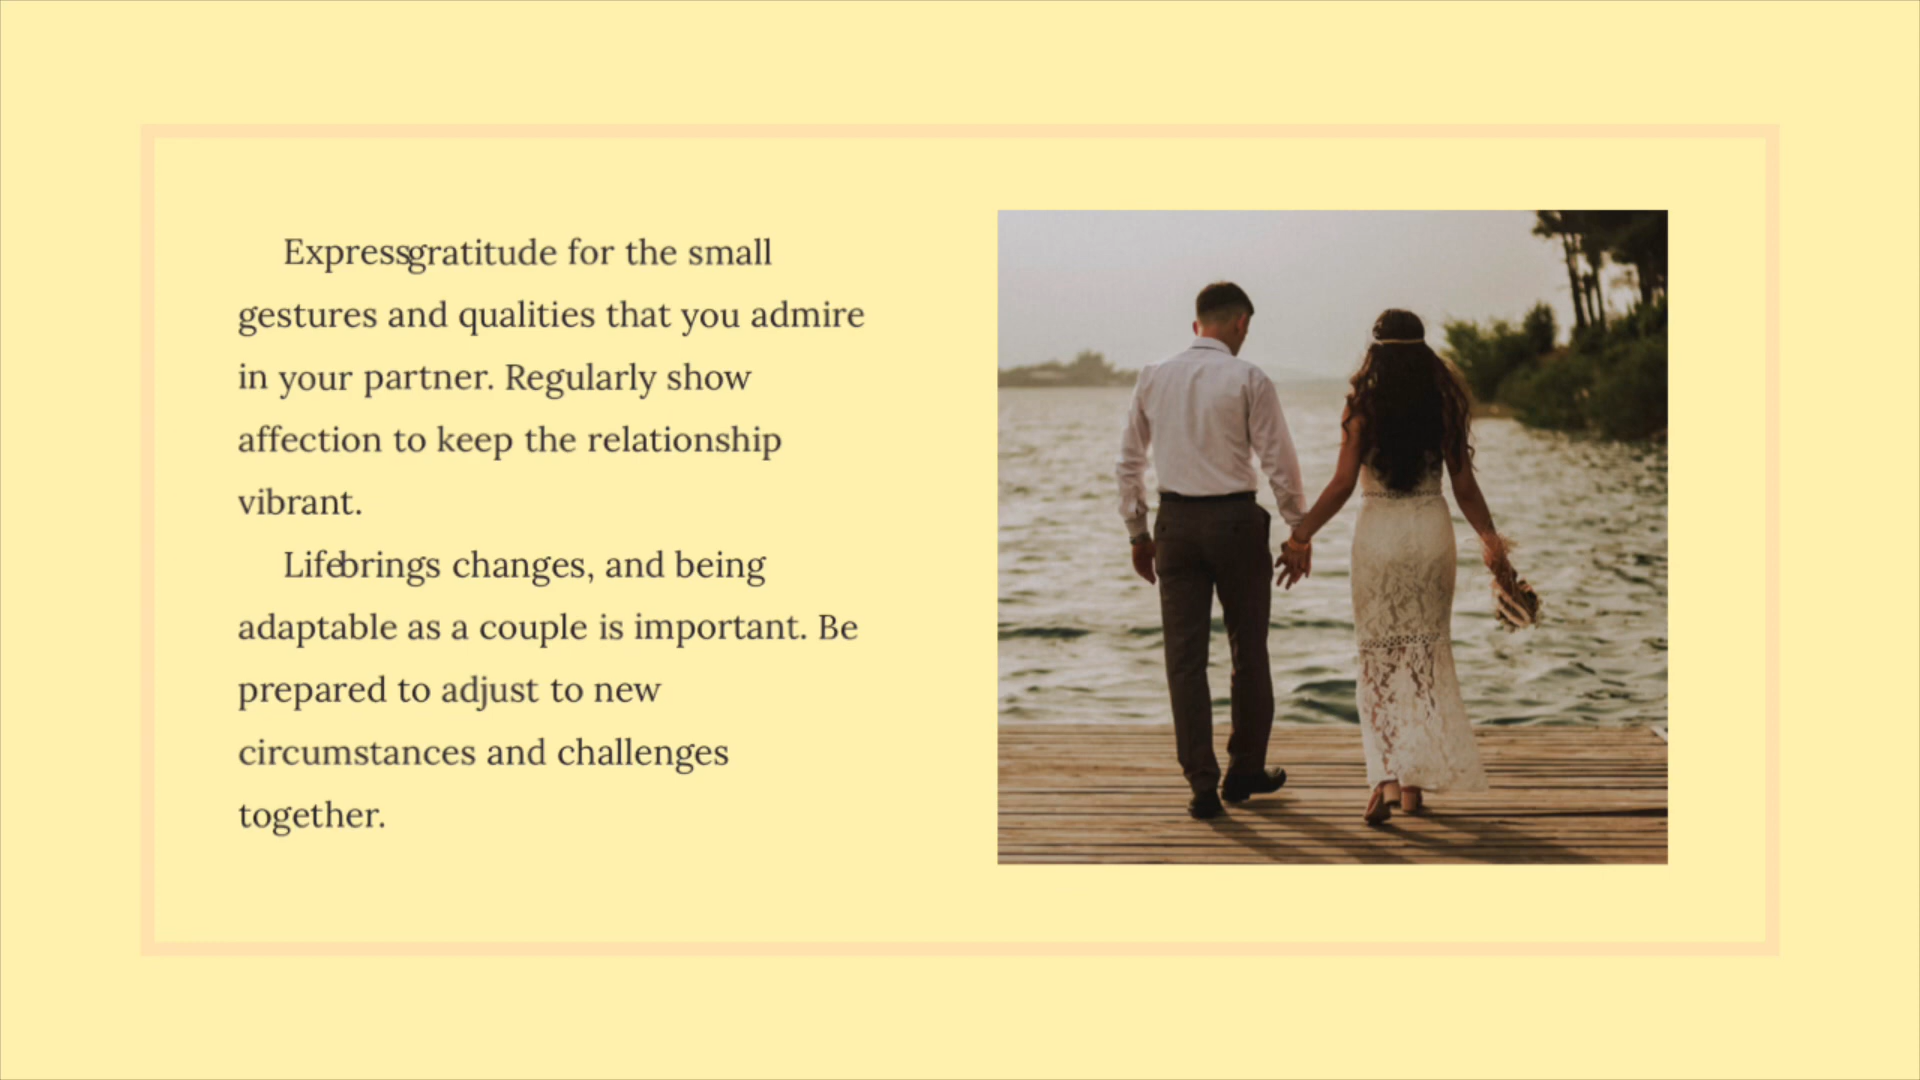 Expressgratitude for the small
gestures and qualities that you admire
in your partner. Regularly show
affection to keep the relationship
vibrant.
Lifebrings changes, and being
adaptable as a couple is important. Be
prepared to adjust to new
circumstances and challenges
together.